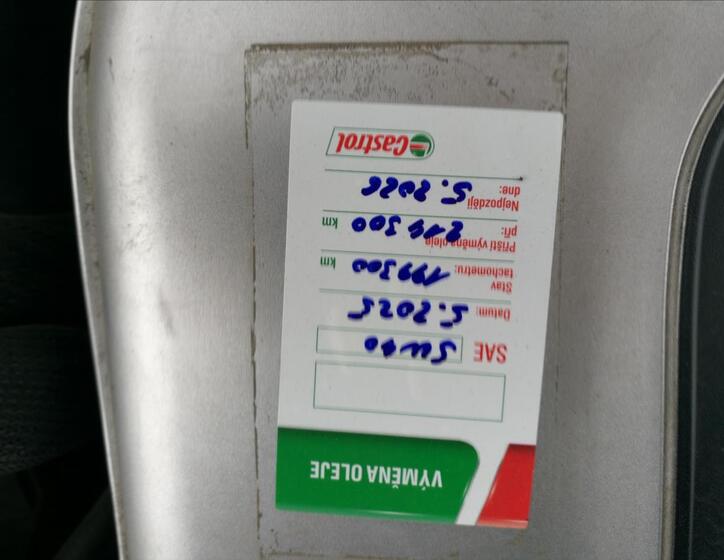 VÝMĚNA OLEJE
SAE 5W40
Datum: 5.2025
Stav
tachometru: 199300 km
Příští výměna oleje
při: 214 300 km
Nejpozději
dne: 5.2026
Castrol